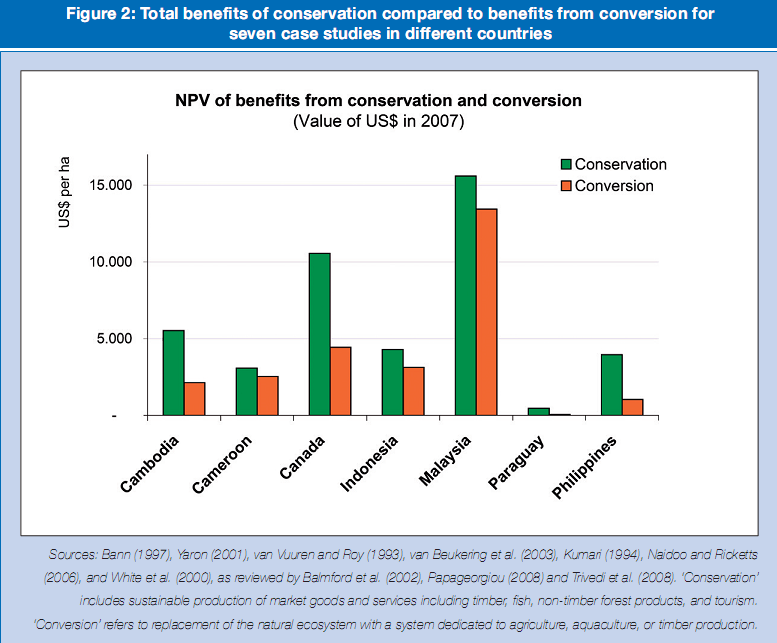 Figure 2: Total benefits of conservation compared to benefits from conversion for
seven case studies in different countries
NPV of benefits from conservation and conversion
(Value of US$ in 2007)
US$ per ha
Conservation
Conversion
15.000
10.000
5.000
-
Cambodia
Cameroon
Canada
Indonesia
Malaysia
Paraguay
Philippines
Sources: Bann (1997), Yaron (2001), van Vuuren and Roy (1993), van Beukering et al. (2003), Kumari (1994), Naidoo and Ricketts
(2006), and White et al. (2000), as reviewed by Balmford et al. (2002), Papageorgiou (2008) and Trivedi et al. (2008). 'Conservation'
includes sustainable production of market goods and services including timber, fish, non-timber forest products, and tourism.
'Conversion' refers to replacement of the natural ecosystem with a system dedicated to agriculture, aquaculture, or timber production.